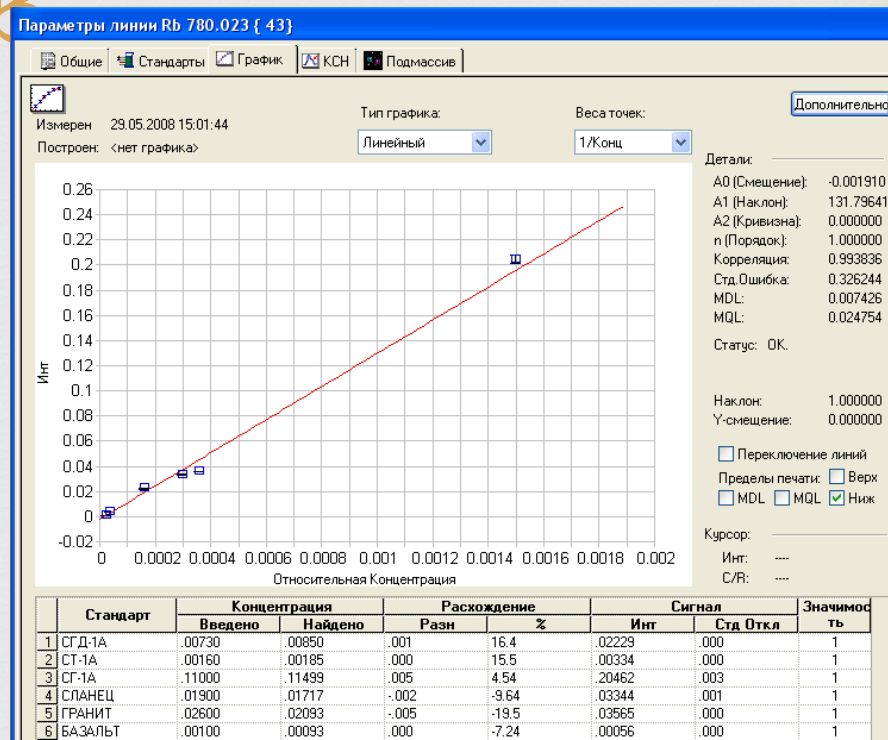 Параметры линии Rb 780.023 { 43}
Общие Стандарты График КСН Подмассив
Измерен 29.05.2008 15:01:44
Построен: <нет графика>
Тип графика:
Линейный
Веса точек:
1/Конц
Дополнительно
Детали:
A0 (Смещение): -0.001910
A1 (Наклон): 131.79641
A2 (Кривизна): 0.000000
n (Порядок): 1.000000
Корреляция: 0.993836
Стд.Ошибка: 0.326244
MDL: 0.007426
MQL: 0.024754
Статус: OK.
Наклон: 1.000000
Y-смещение: 0.000000
Переключение линий
Пределы печати: Верх
MDL MQL Ниж
Курсор:
Инт: ----
C/R: ----
0.26
0.24
0.22
0.2
0.18
0.16
0.14
0.12
0.1
0.08
0.06
0.04
0.02
0
-0.02
Инт
0 0.0002 0.0004 0.0006 0.0008 0.001 0.0012 0.0014 0.0016 0.0018 0.002
Относительная Концентрация
Стандарт Концентрация Расхождение Сигнал Значимос
ть
Введено Найдено Разн % Инт Стд Откл
1 СГД-1А .00730 .00850 .001 16.4 .02229 .000 1
2 СТ-1А .00160 .00185 .000 15.5 .00334 .000 1
3 СГ-1А .11000 .11499 .005 4.54 .20462 .003 1
4 СЛАНЕЦ .01900 .01717 -.002 -9.64 .03344 .001 1
5 ГРАНИТ .02600 .02093 -.005 -19.5 .03565 .000 1
6 БАЗАЛЬТ .00100 .00093 .000 -7.24 .00056 .000 1